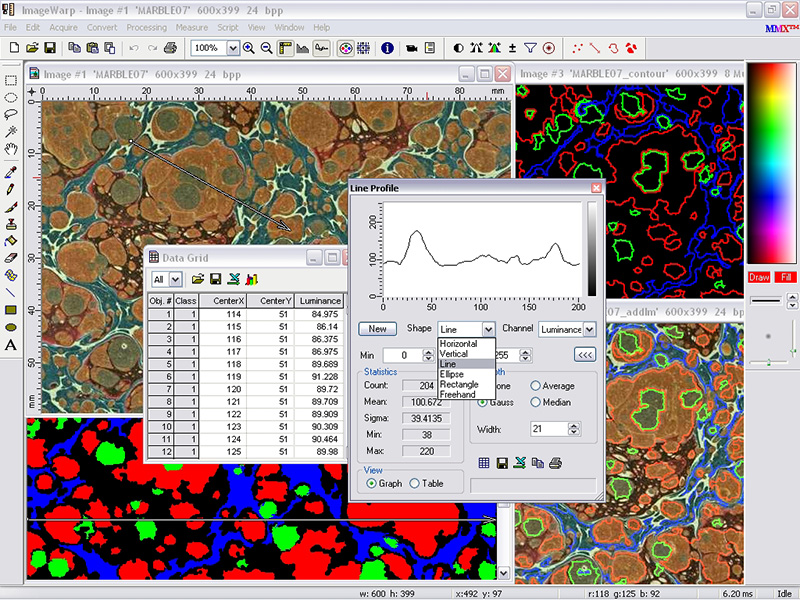 ImageWarp - Image #1 'MARBLE07' 600x399 24 bpp
File Edit Acquire Convert Processing Measure Script View Window Help
MMX™
100%
Image #1 'MARBLE07' 600x399 24 bpp
Image #3 'MARBLE07_contour' 600x399 8 Mu
0 10 20 30 40 50 60 70 80 mm
0
10
20
30
40
50
mm
Line Profile
200
100
0
0 50 100 150 200
New Shape Line Channel Luminance
Horizontal
Vertical
Line
Ellipse
Rectangle
Freehand
Min 0 255 <<<
Statistics
Count: 204
Mean: 100.672
Sigma: 39.4135
Min: 38
Max: 220
one Average
Gauss Median
Width: 21
View
Graph Table
Data Grid
All
Obj. # Class CenterX CenterY Luminance
1 1 114 51 84.975
2 1 115 51 86.14
3 1 116 51 86.375
4 1 117 51 86.975
5 1 118 51 89.689
6 1 119 51 91.228
7 1 120 51 89.72
8 1 121 51 89.709
9 1 122 51 89.909
10 1 123 51 90.309
11 1 124 51 90.464
12 1 125 51 89.98
Draw Fill
07_addIm' 600x399
A
w: 600 h: 399 x:492 y: 97 r:118 g:125 b: 92 6.20 ms Idle